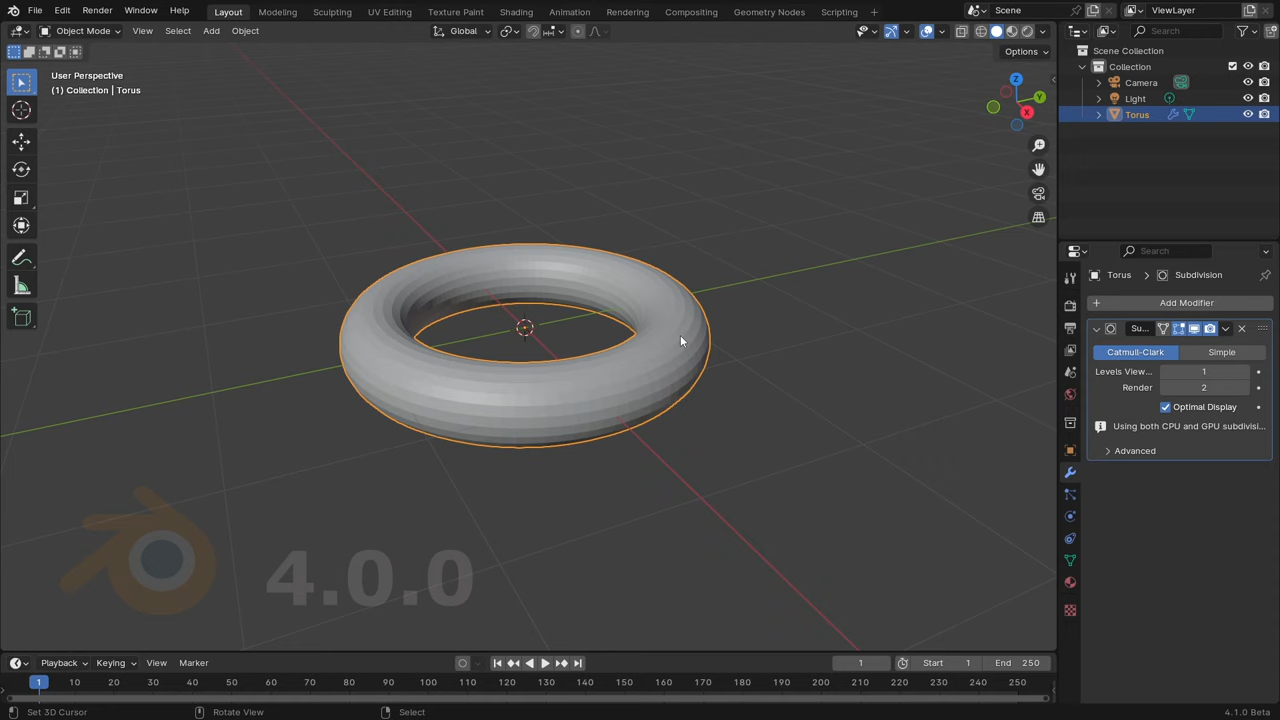 File Edit Render Window Help Layout Modeling Sculpting UV Editing Texture Paint Shading Animation Rendering Compositing Geometry Nodes Scripting + Scene ViewLayer
Object Mode View Select Add Object Global Search
Options
User Perspective
(1) Collection | Torus
Z
Y
X
Scene Collection
Collection
Camera
Light
Torus
Search
Torus > Subdivision
+ Add Modifier
Su...
Catmull-Clark Simple
Levels View... 1
Render 2
Optimal Display
Using both CPU and GPU subdivisi...
Advanced
4.0.0
Playback Keying View Marker 1 Start 1 End 250
1 10 20 30 40 50 60 70 80 90 100 110 120 130 140 150 160 170 180 190 200 210 220 230 240 250
Set 3D Cursor Rotate View Select 4.1.0 Beta